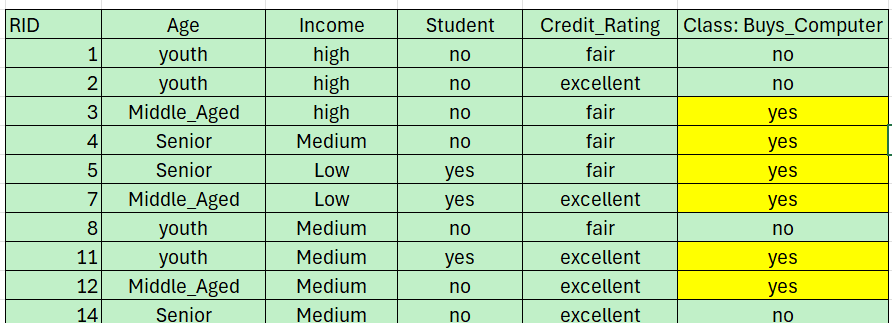 RID Age Income Student Credit_Rating Class: Buys_Computer
1 youth high no fair no
2 youth high no excellent no
3 Middle_Aged high no fair yes
4 Senior Medium no fair yes
5 Senior Low yes fair yes
7 Middle_Aged Low yes excellent yes
8 youth Medium no fair no
11 youth Medium yes excellent yes
12 Middle_Aged Medium no excellent yes
14 Senior Medium no excellent no